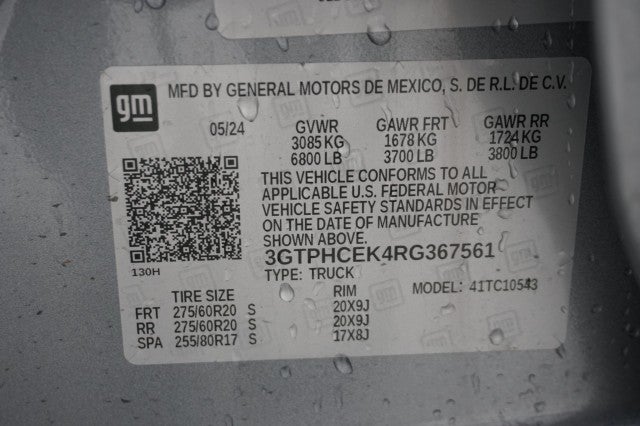 gm
MFD BY GENERAL MOTORS DE MEXICO, S. DE R.L. DE C.V.
05/24 GVWR GAWR FRT GAWR RR
3085 KG 1678 KG 1724 KG
6800 LB 3700 LB 3800 LB
THIS VEHICLE CONFORMS TO ALL
APPLICABLE U.S. FEDERAL MOTOR
VEHICLE SAFETY STANDARDS IN EFFECT
ON THE DATE OF MANUFACTURE
SHOWN ABOVE.
3GTPHCEK4RG367561
130H
TYPE: TRUCK MODEL: 41TC10543
TIRE SIZE RIM
FRT 275/60R20 S 20X9J
RR 275/60R20 S 20X9J
SPA 255/80R17 S 17X8J